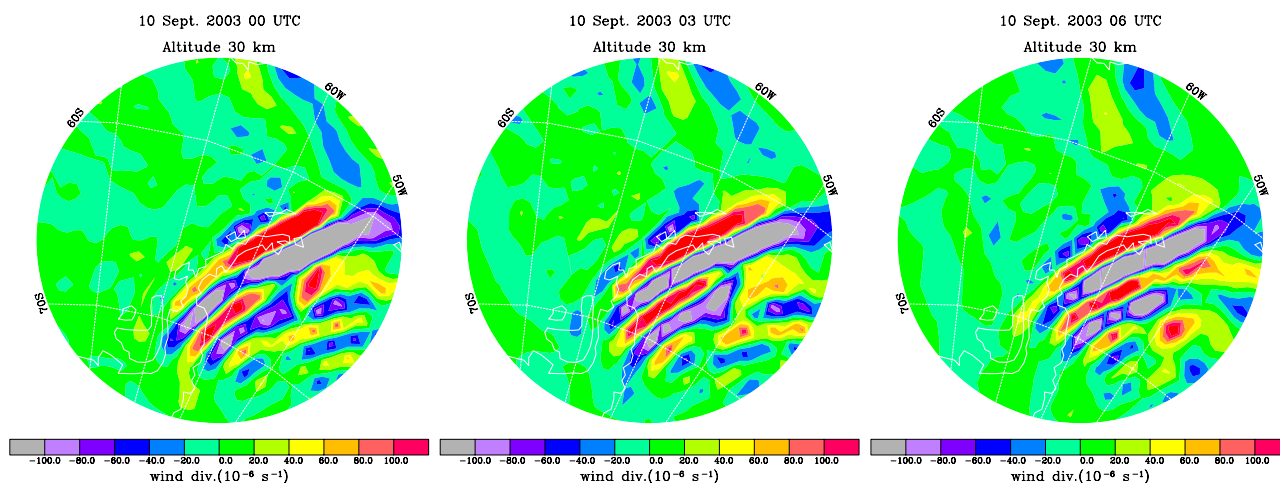 10 Sept. 2003 00 UTC
Altitude 30 km
60S
60W
50W
70S
-100.0 -80.0 -60.0 -40.0 -20.0 0.0 20.0 40.0 60.0 80.0 100.0
wind div.(10⁻⁶ s⁻¹)
10 Sept. 2003 03 UTC
Altitude 30 km
60S
60W
50W
70S
-100.0 -80.0 -60.0 -40.0 -20.0 0.0 20.0 40.0 60.0 80.0 100.0
wind div.(10⁻⁶ s⁻¹)
10 Sept. 2003 06 UTC
Altitude 30 km
60S
60W
50W
70S
-100.0 -80.0 -60.0 -40.0 -20.0 0.0 20.0 40.0 60.0 80.0 100.0
wind div.(10⁻⁶ s⁻¹)